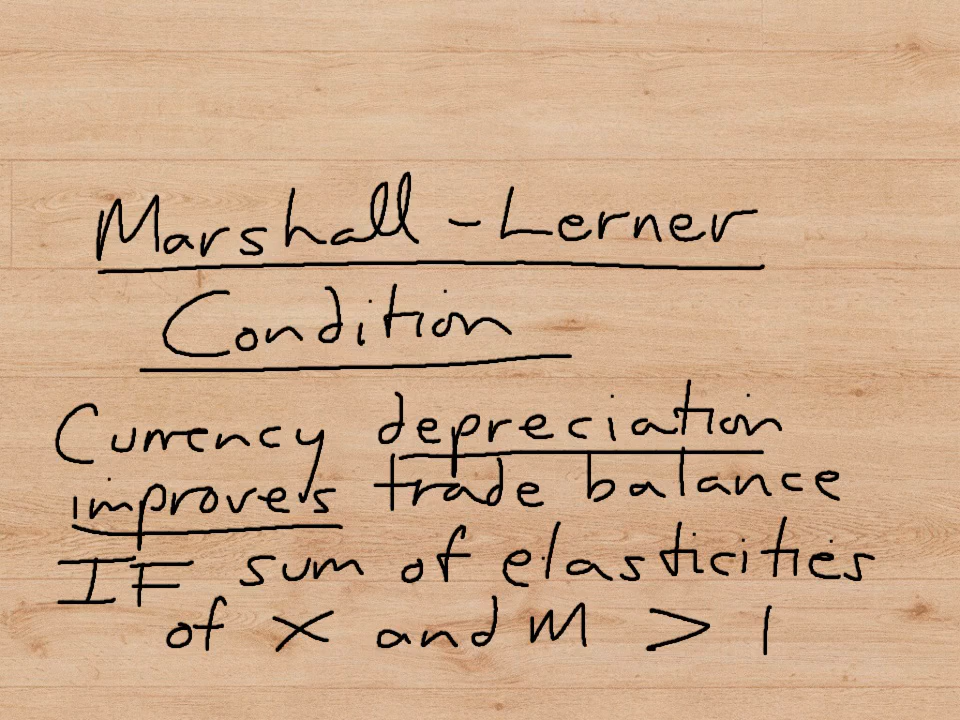 Marshall-Lerner
Condition
Currency depreciation
improves trade balance
IF sum of elasticities
of X and M > 1